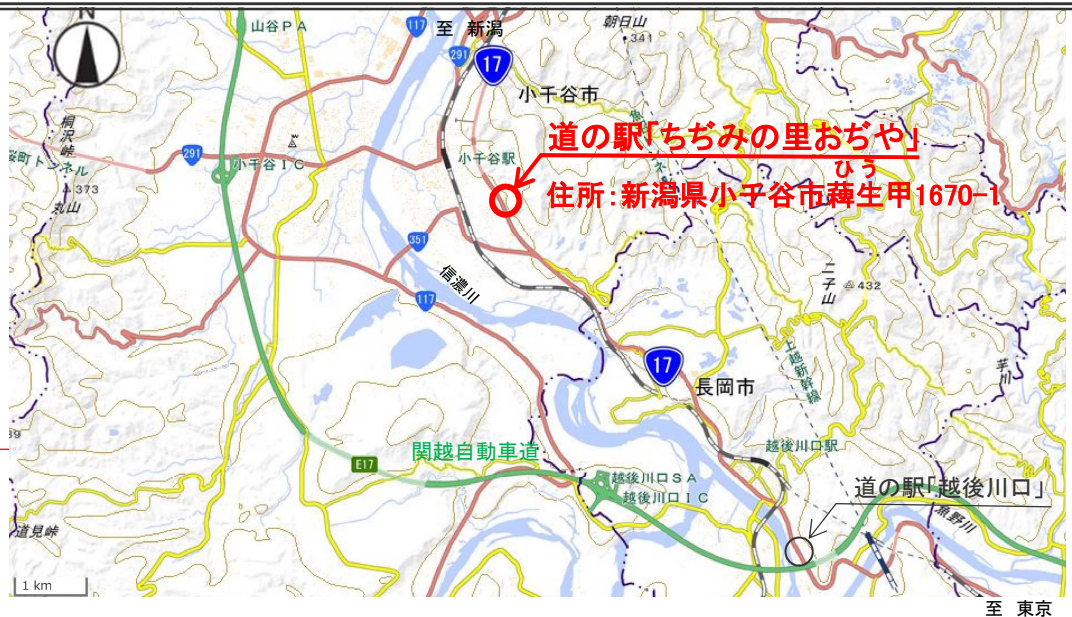 N
山谷PA
117
至 新潟
朝日山
341
291
17
小千谷市
桐沢峠
291
小千谷IC
小千谷駅
道の駅「ちぢみの里おぢや」
ひう
住所:新潟県小千谷市薭生甲1670-1
桜町トンネル
373
丸山
351
信濃川
117
二子山
432
上越新幹線
17
長岡市
芋川
関越自動車道
越後川口駅
E17
越後川口SA
越後川口IC
道の駅「越後川口」
魚野川
道見峠
1 km
至 東京